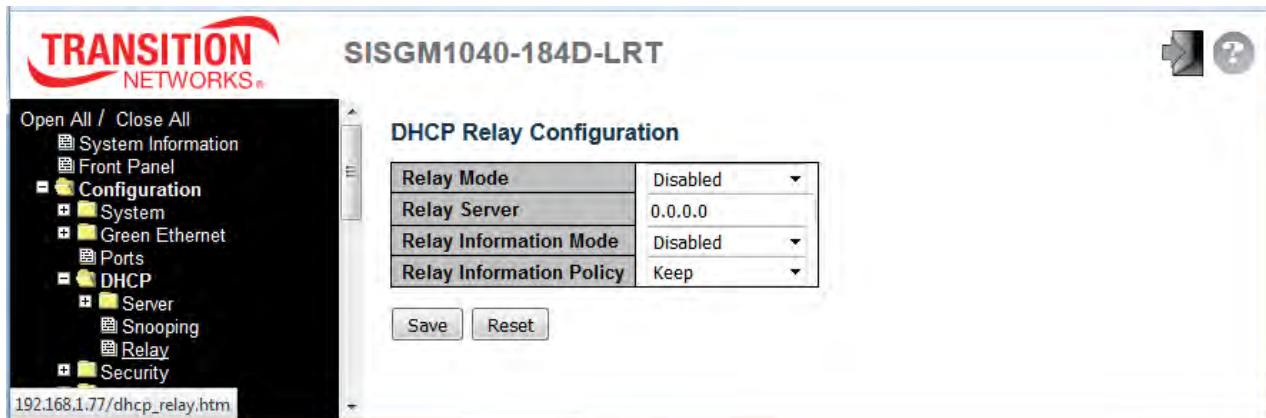 TRANSITION
NETWORKS®
SISGM1040-184D-LRT
?
Open All / Close All
System Information
Front Panel
Configuration
System
Green Ethernet
Ports
DHCP
Server
Snooping
Relay
Security
192.168.1.77/dhcp_relay.htm
DHCP Relay Configuration
Relay Mode Disabled
Relay Server 0.0.0.0
Relay Information Mode Disabled
Relay Information Policy Keep
Save Reset